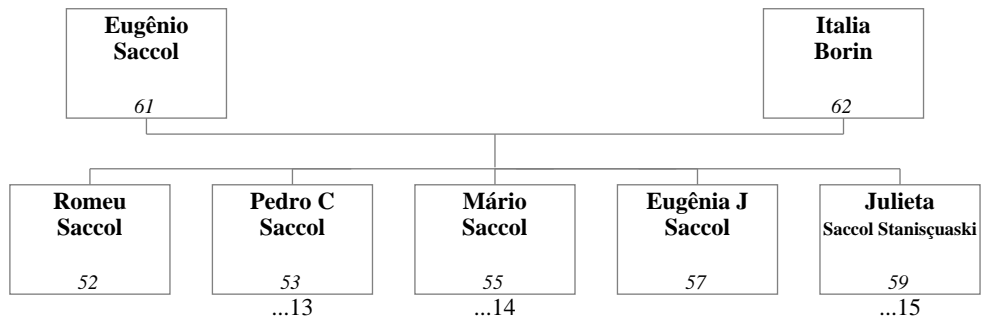 Eugênio
Saccol
61
Italia
Borin
62
Romeu
Saccol
52
Pedro C
Saccol
53
...13
Mário
Saccol
55
...14
Eugênia J
Saccol
57
Julieta
Saccol Stanisçuaski
59
...15